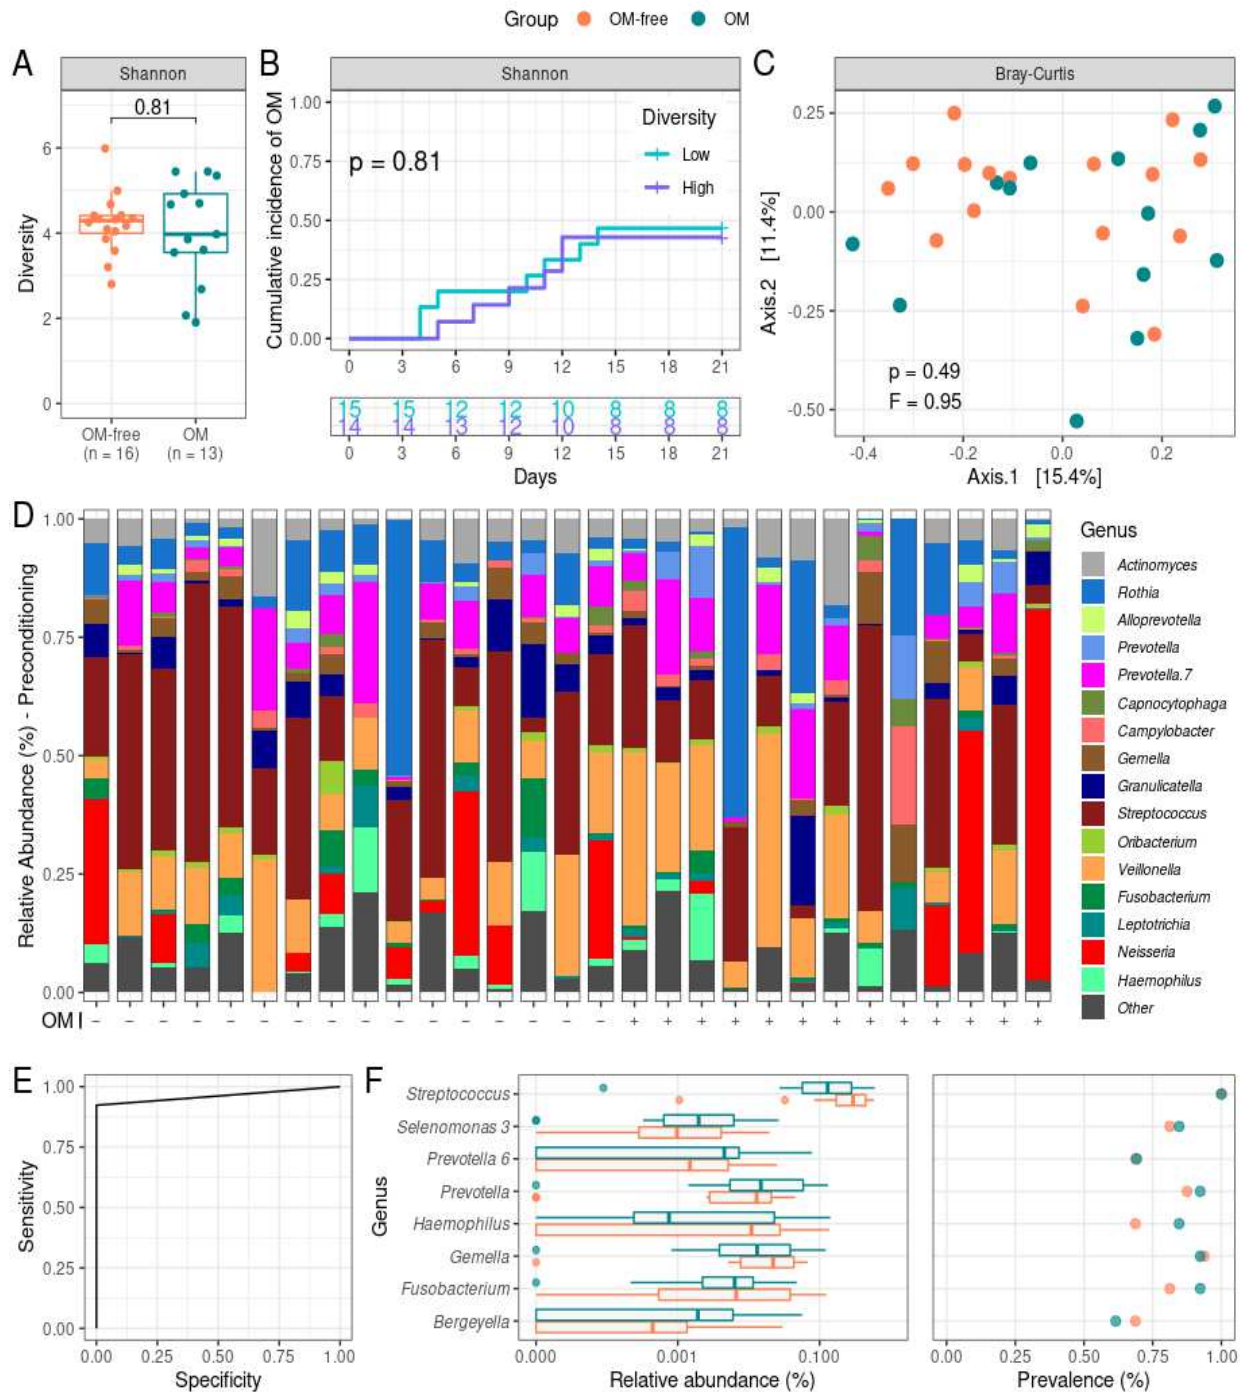 Group OM-free OM
A
Shannon
0.81
6
4
2
0
Diversity
OM-free
(n = 16)
OM
(n = 13)
B
Shannon
Cumulative incidence of OM
1.00
0.75
0.50
0.25
0.00
p = 0.81
Diversity
Low
High
0 3 6 9 12 15 18 21
15 15 12 12 10 8 8 8
14 14 13 12 10 8 8 8
0 3 6 9 12 15 18 21
Days
C
Bray-Curtis
Axis.2 [11.4%]
0.25
0.00
-0.25
-0.50
p = 0.49
F = 0.95
-0.4 -0.2 0.0 0.2
Axis.1 [15.4%]
D
Relative Abundance (%) - Preconditioning
1.00
0.75
0.50
0.25
0.00
OM I - - - - - - - - - - - - - - - - + + + + + + + + + + + + +
Genus
Actinomyces
Rothia
Alloprevotella
Prevotella
Prevotella.7
Capnocytophaga
Campylobacter
Gemella
Granulicatella
Streptococcus
Oribacterium
Veillonella
Fusobacterium
Leptotrichia
Neisseria
Haemophilus
Other
E
Sensitivity
1.00
0.75
0.50
0.25
0.00
0.00 0.25 0.50 0.75 1.00
Specificity
F
Genus
Streptococcus
Selenomonas 3
Prevotella 6
Prevotella
Haemophilus
Gemella
Fusobacterium
Bergeyella
0.000 0.001 0.100
Relative abundance (%)
0.00 0.25 0.50 0.75 1.00
Prevalence (%)